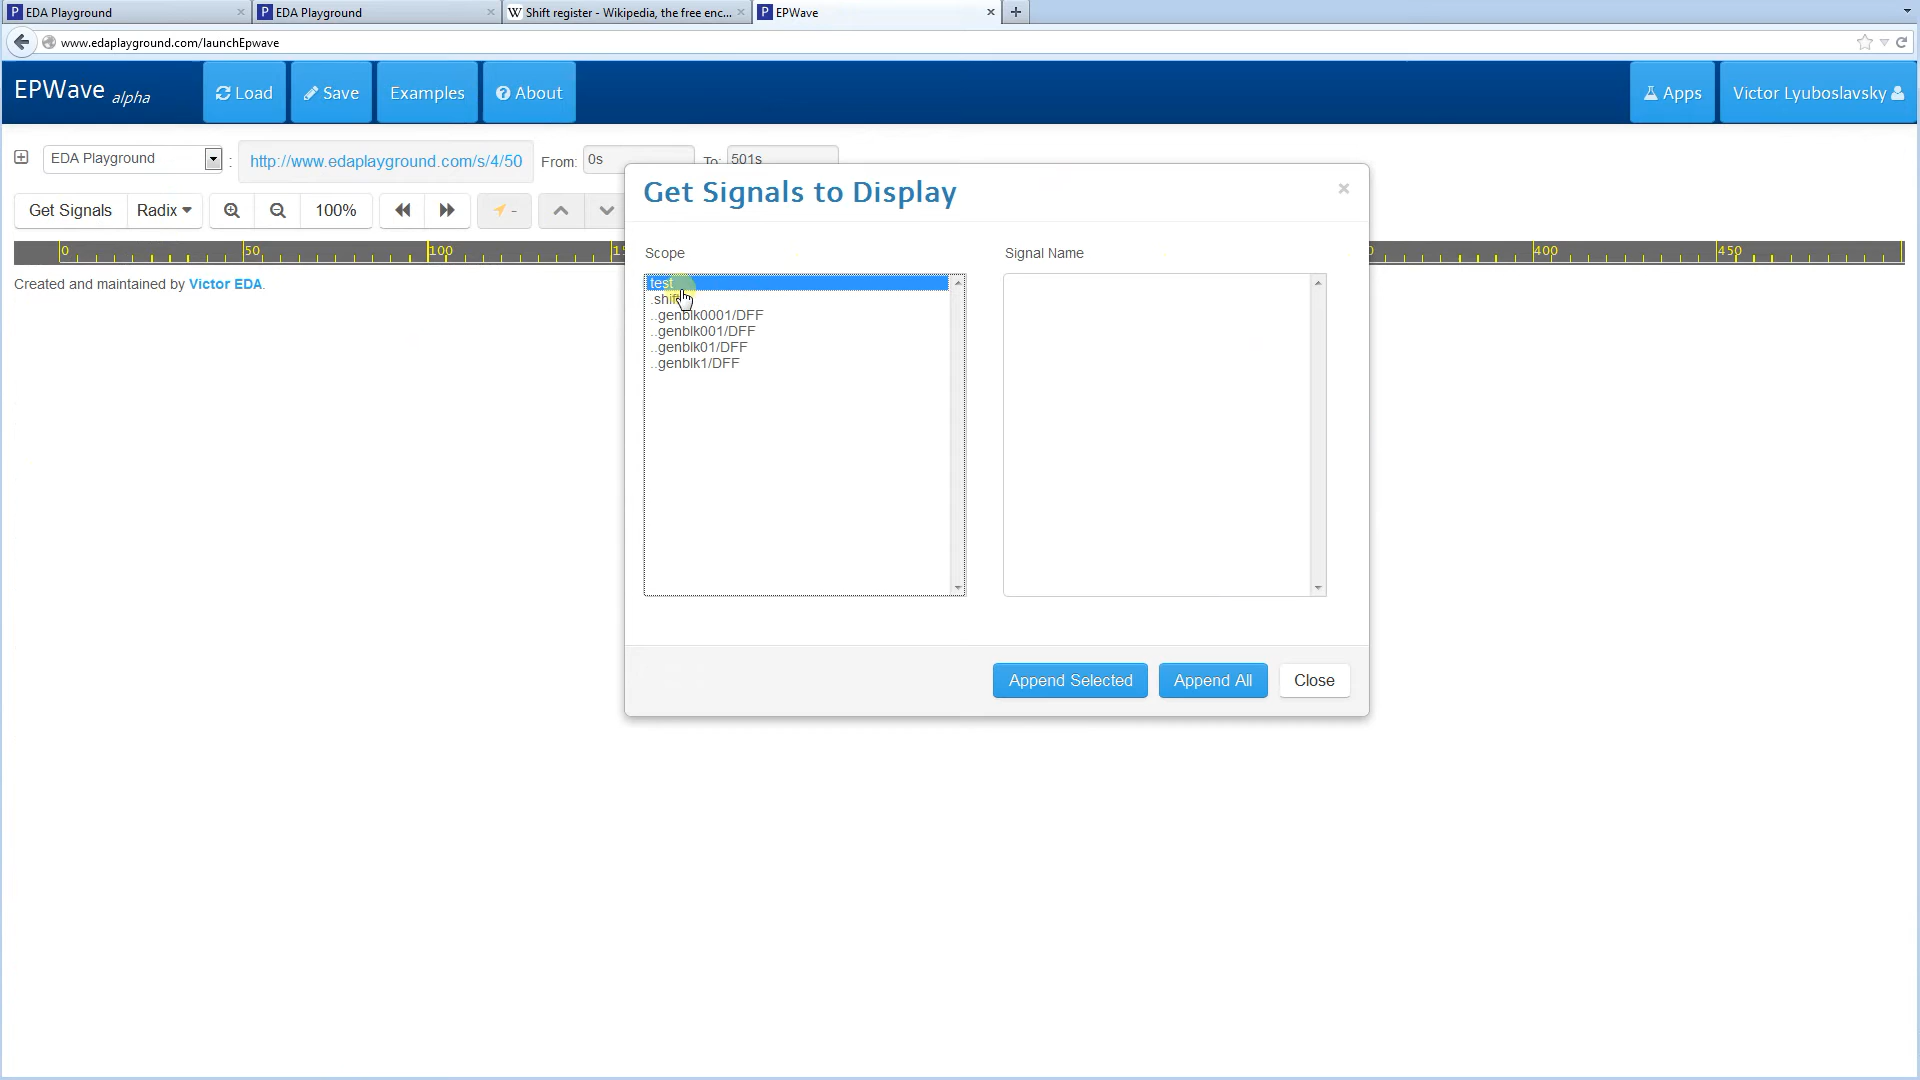 EDA Playground
EDA Playground
Shift register - Wikipedia, the free enc...
EPWave
www.edaplayground.com/launchEpwave
EPWave alpha
Load
Save
Examples
About
Apps
Victor Lyuboslavsky
EDA Playground
:
http://www.edaplayground.com/s/4/50
From:
0s
To:
501s
Get Signals
Radix
100%
-
0
50
100
400
450
Created and maintained by Victor EDA.
Get Signals to Display
×
Scope
Signal Name
test
..genblk0001/DFF
..genblk001/DFF
..genblk01/DFF
..genblk1/DFF
Append Selected
Append All
Close